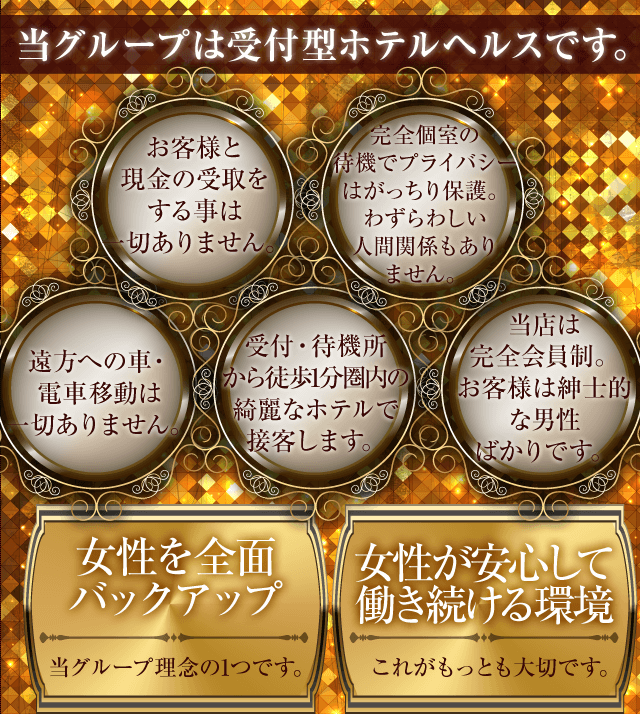 当グループは受付型ホテルヘルスです。
お客様と
現金の受取を
する事は
一切ありません。
完全個室の
待機でプライバシー
はがっちり保護。
わずらわしい
人間関係もあり
ません。
遠方への車・
電車移動は
一切ありません。
受付・待機所
から徒歩1分圏内の
綺麗なホテルで
接客します。
当店は
完全会員制。
お客様は紳士的
な男性
ばかりです。
女性を全面
バックアップ
当グループ理念の1つです。
女性が安心して
働き続ける環境
これがもっとも大切です。